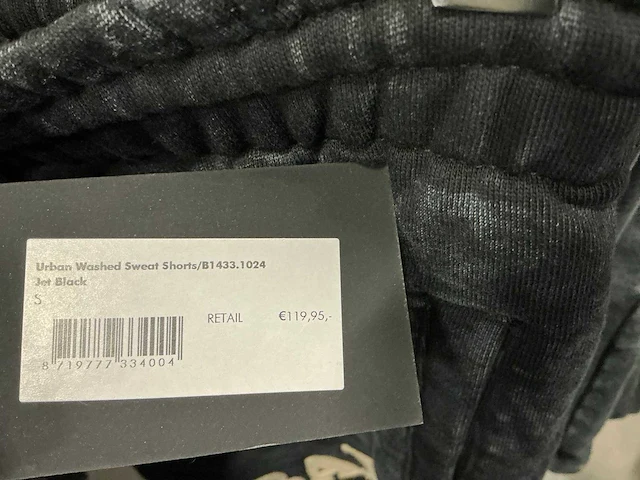 Urban Washed Sweat Shorts/B1433.1024
Jet Black
S
RETAIL €119,95,-
8 719777 334004